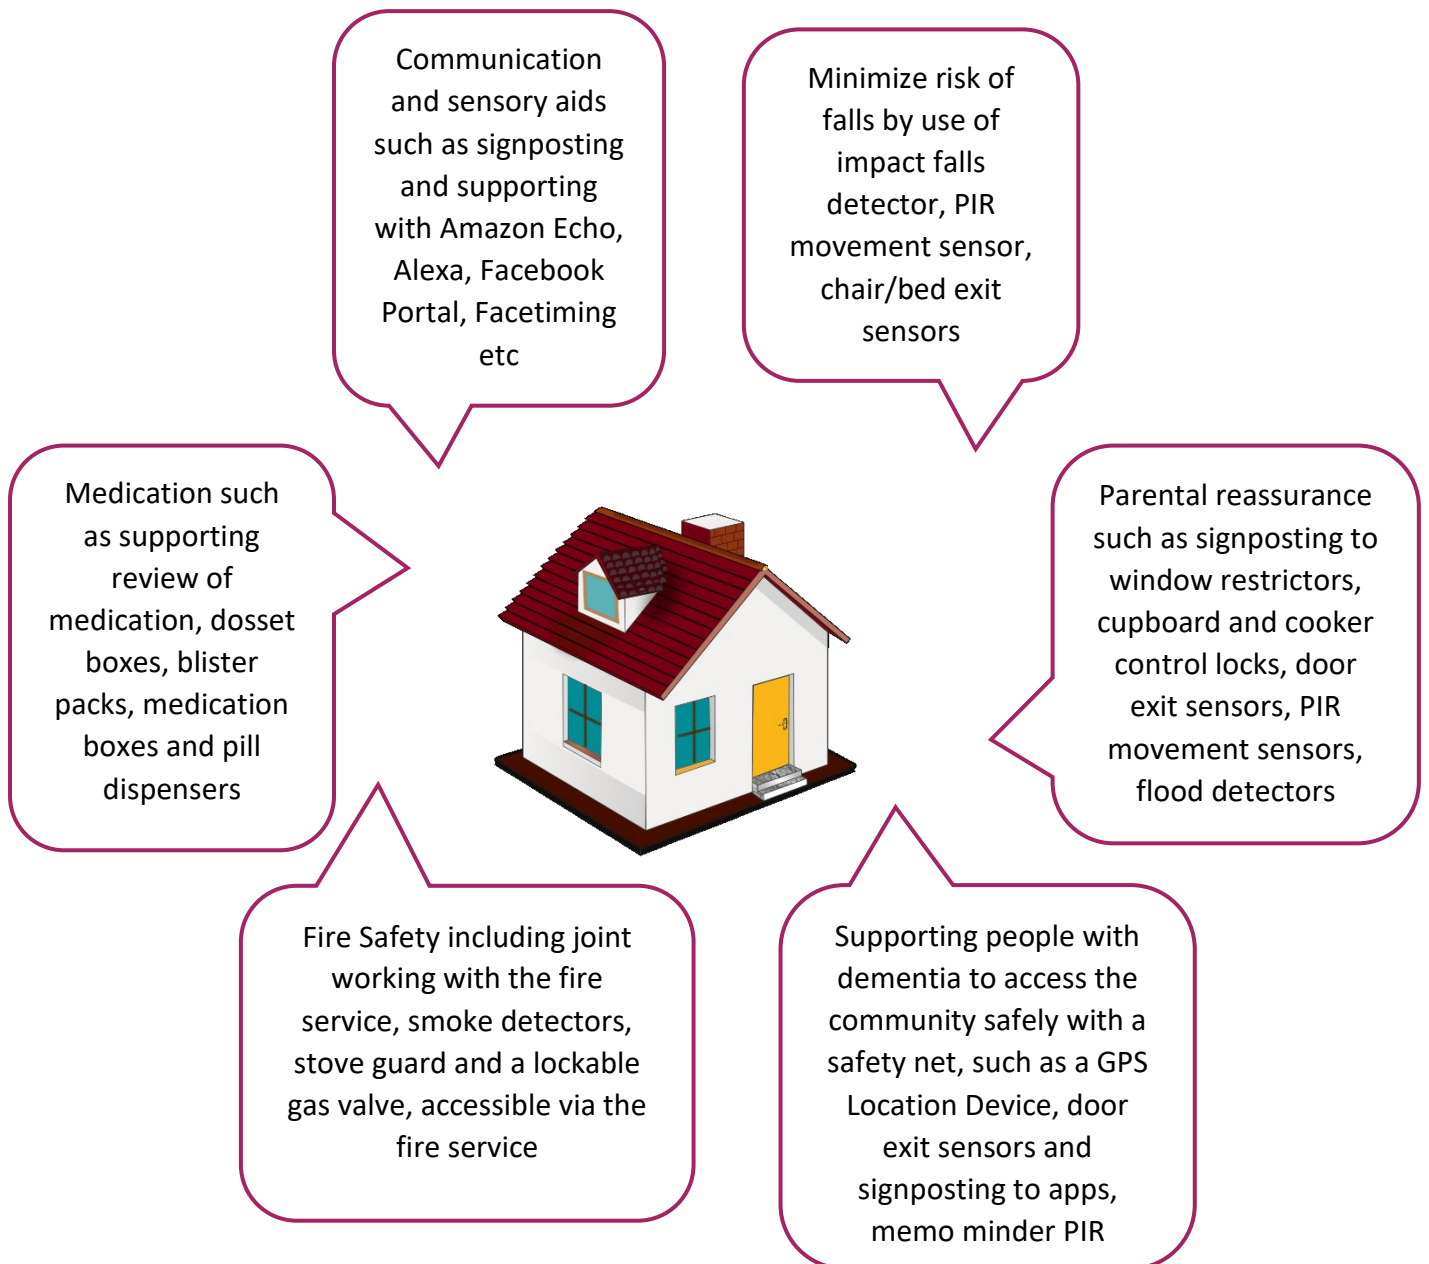 Communication
and sensory aids
such as signposting
and supporting
with Amazon Echo,
Alexa, Facebook
Portal, Facetiming
etc
Minimize risk of
falls by use of
impact falls
detector, PIR
movement sensor,
chair/bed exit
sensors
Medication such
as supporting
review of
medication, dosset
boxes, blister
packs, medication
boxes and pill
dispensers
Parental reassurance
such as signposting to
window restrictors,
cupboard and cooker
control locks, door
exit sensors, PIR
movement sensors,
flood detectors
Fire Safety including joint
working with the fire
service, smoke detectors,
stove guard and a lockable
gas valve, accessible via the
fire service
Supporting people with
dementia to access the
community safely with a
safety net, such as a GPS
Location Device, door
exit sensors and
signposting to apps,
memo minder PIR